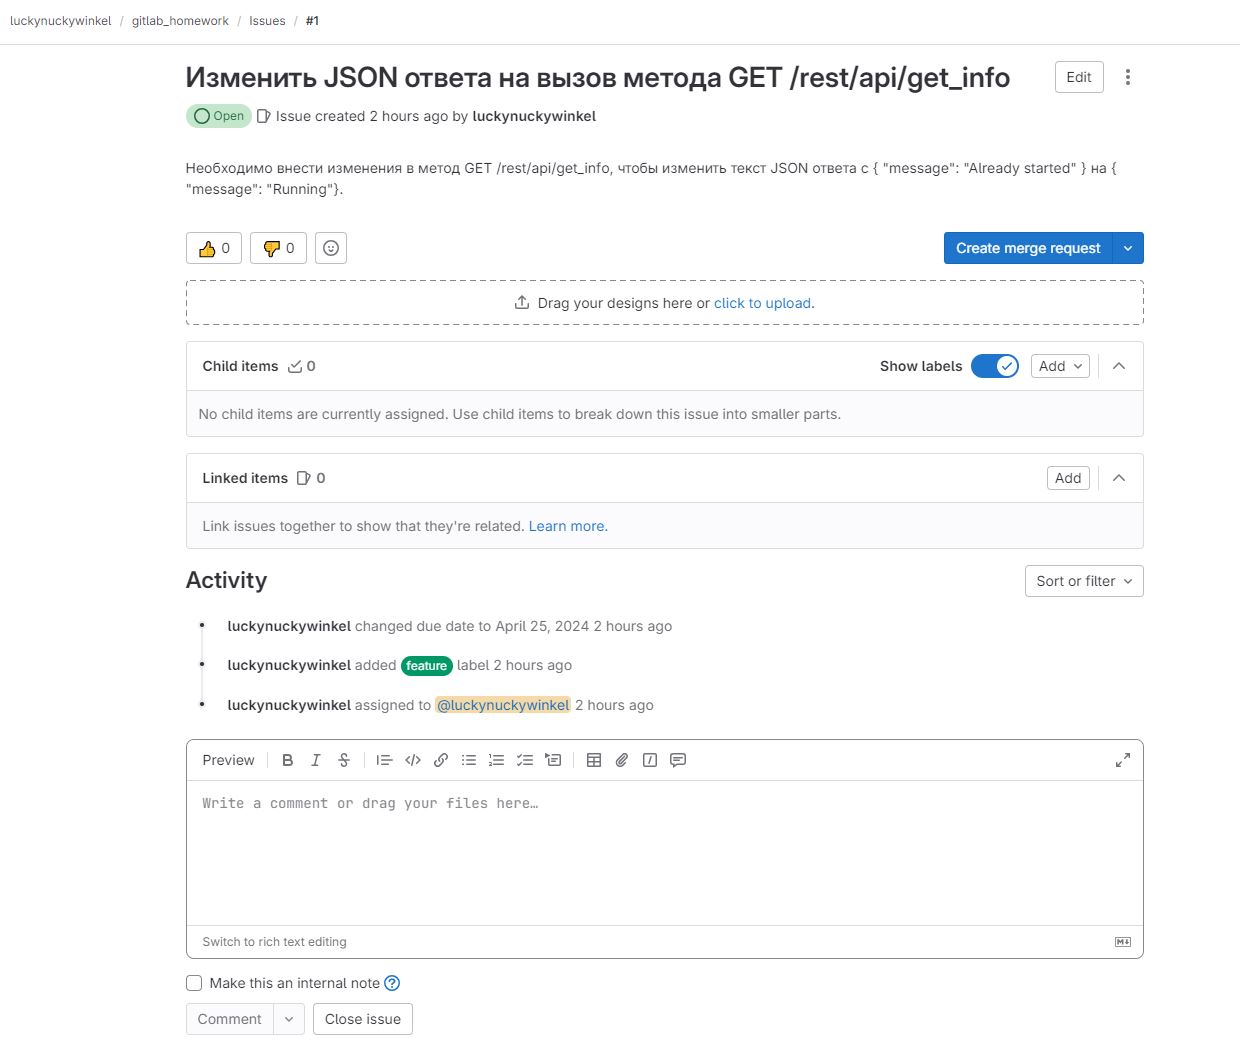 luckynuckywinkel / gitlab_homework / Issues / #1
Изменить JSON ответа на вызов метода GET /rest/api/get_info
Edit
Open Issue created 2 hours ago by luckynuckywinkel
Необходимо внести изменения в метод GET /rest/api/get_info, чтобы изменить текст JSON ответа с { "message": "Already started" } на {
"message": "Running"}.
0 0
Create merge request
Drag your designs here or click to upload.
Child items 0
Show labels Add
No child items are currently assigned. Use child items to break down this issue into smaller parts.
Linked items 0
Add
Link issues together to show that they're related. Learn more.
Activity
Sort or filter
luckynuckywinkel changed due date to April 25, 2024 2 hours ago
luckynuckywinkel added feature label 2 hours ago
luckynuckywinkel assigned to @luckynuckywinkel 2 hours ago
Preview B I S
Write a comment or drag your files here…
Switch to rich text editing
Make this an internal note ?
Comment Close issue